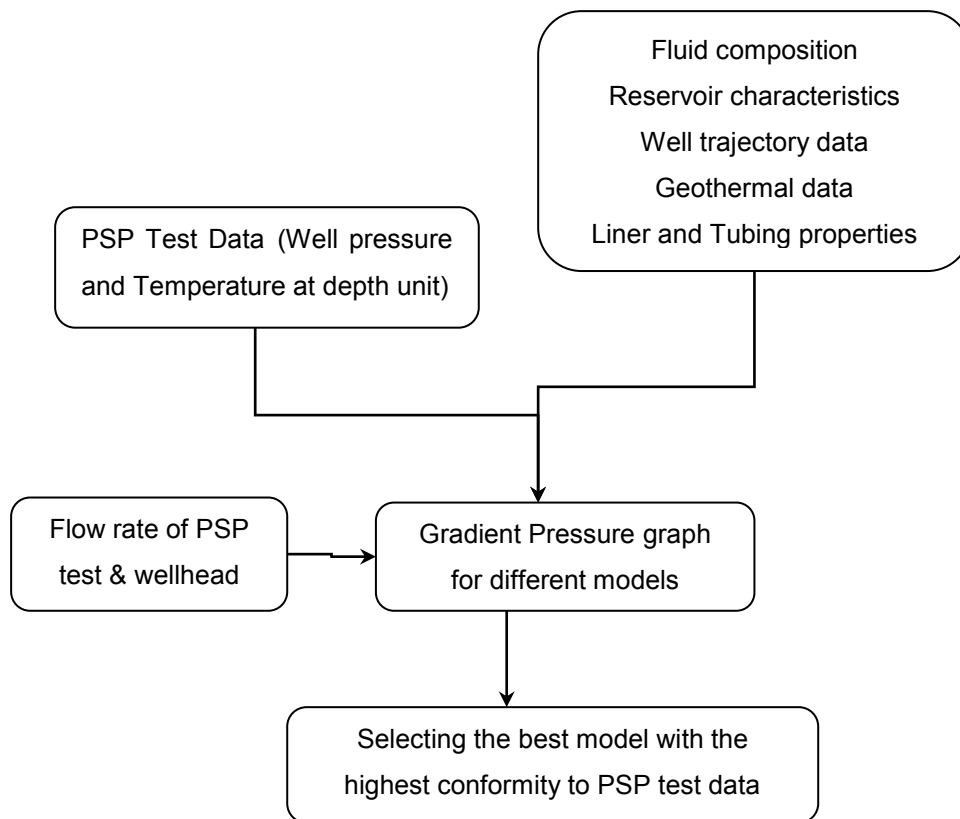 Fluid composition
Reservoir characteristics
Well trajectory data
Geothermal data
Liner and Tubing properties
PSP Test Data (Well pressure
and Temperature at depth unit)
Flow rate of PSP
test & wellhead
Gradient Pressure graph
for different models
Selecting the best model with the
highest conformity to PSP test data